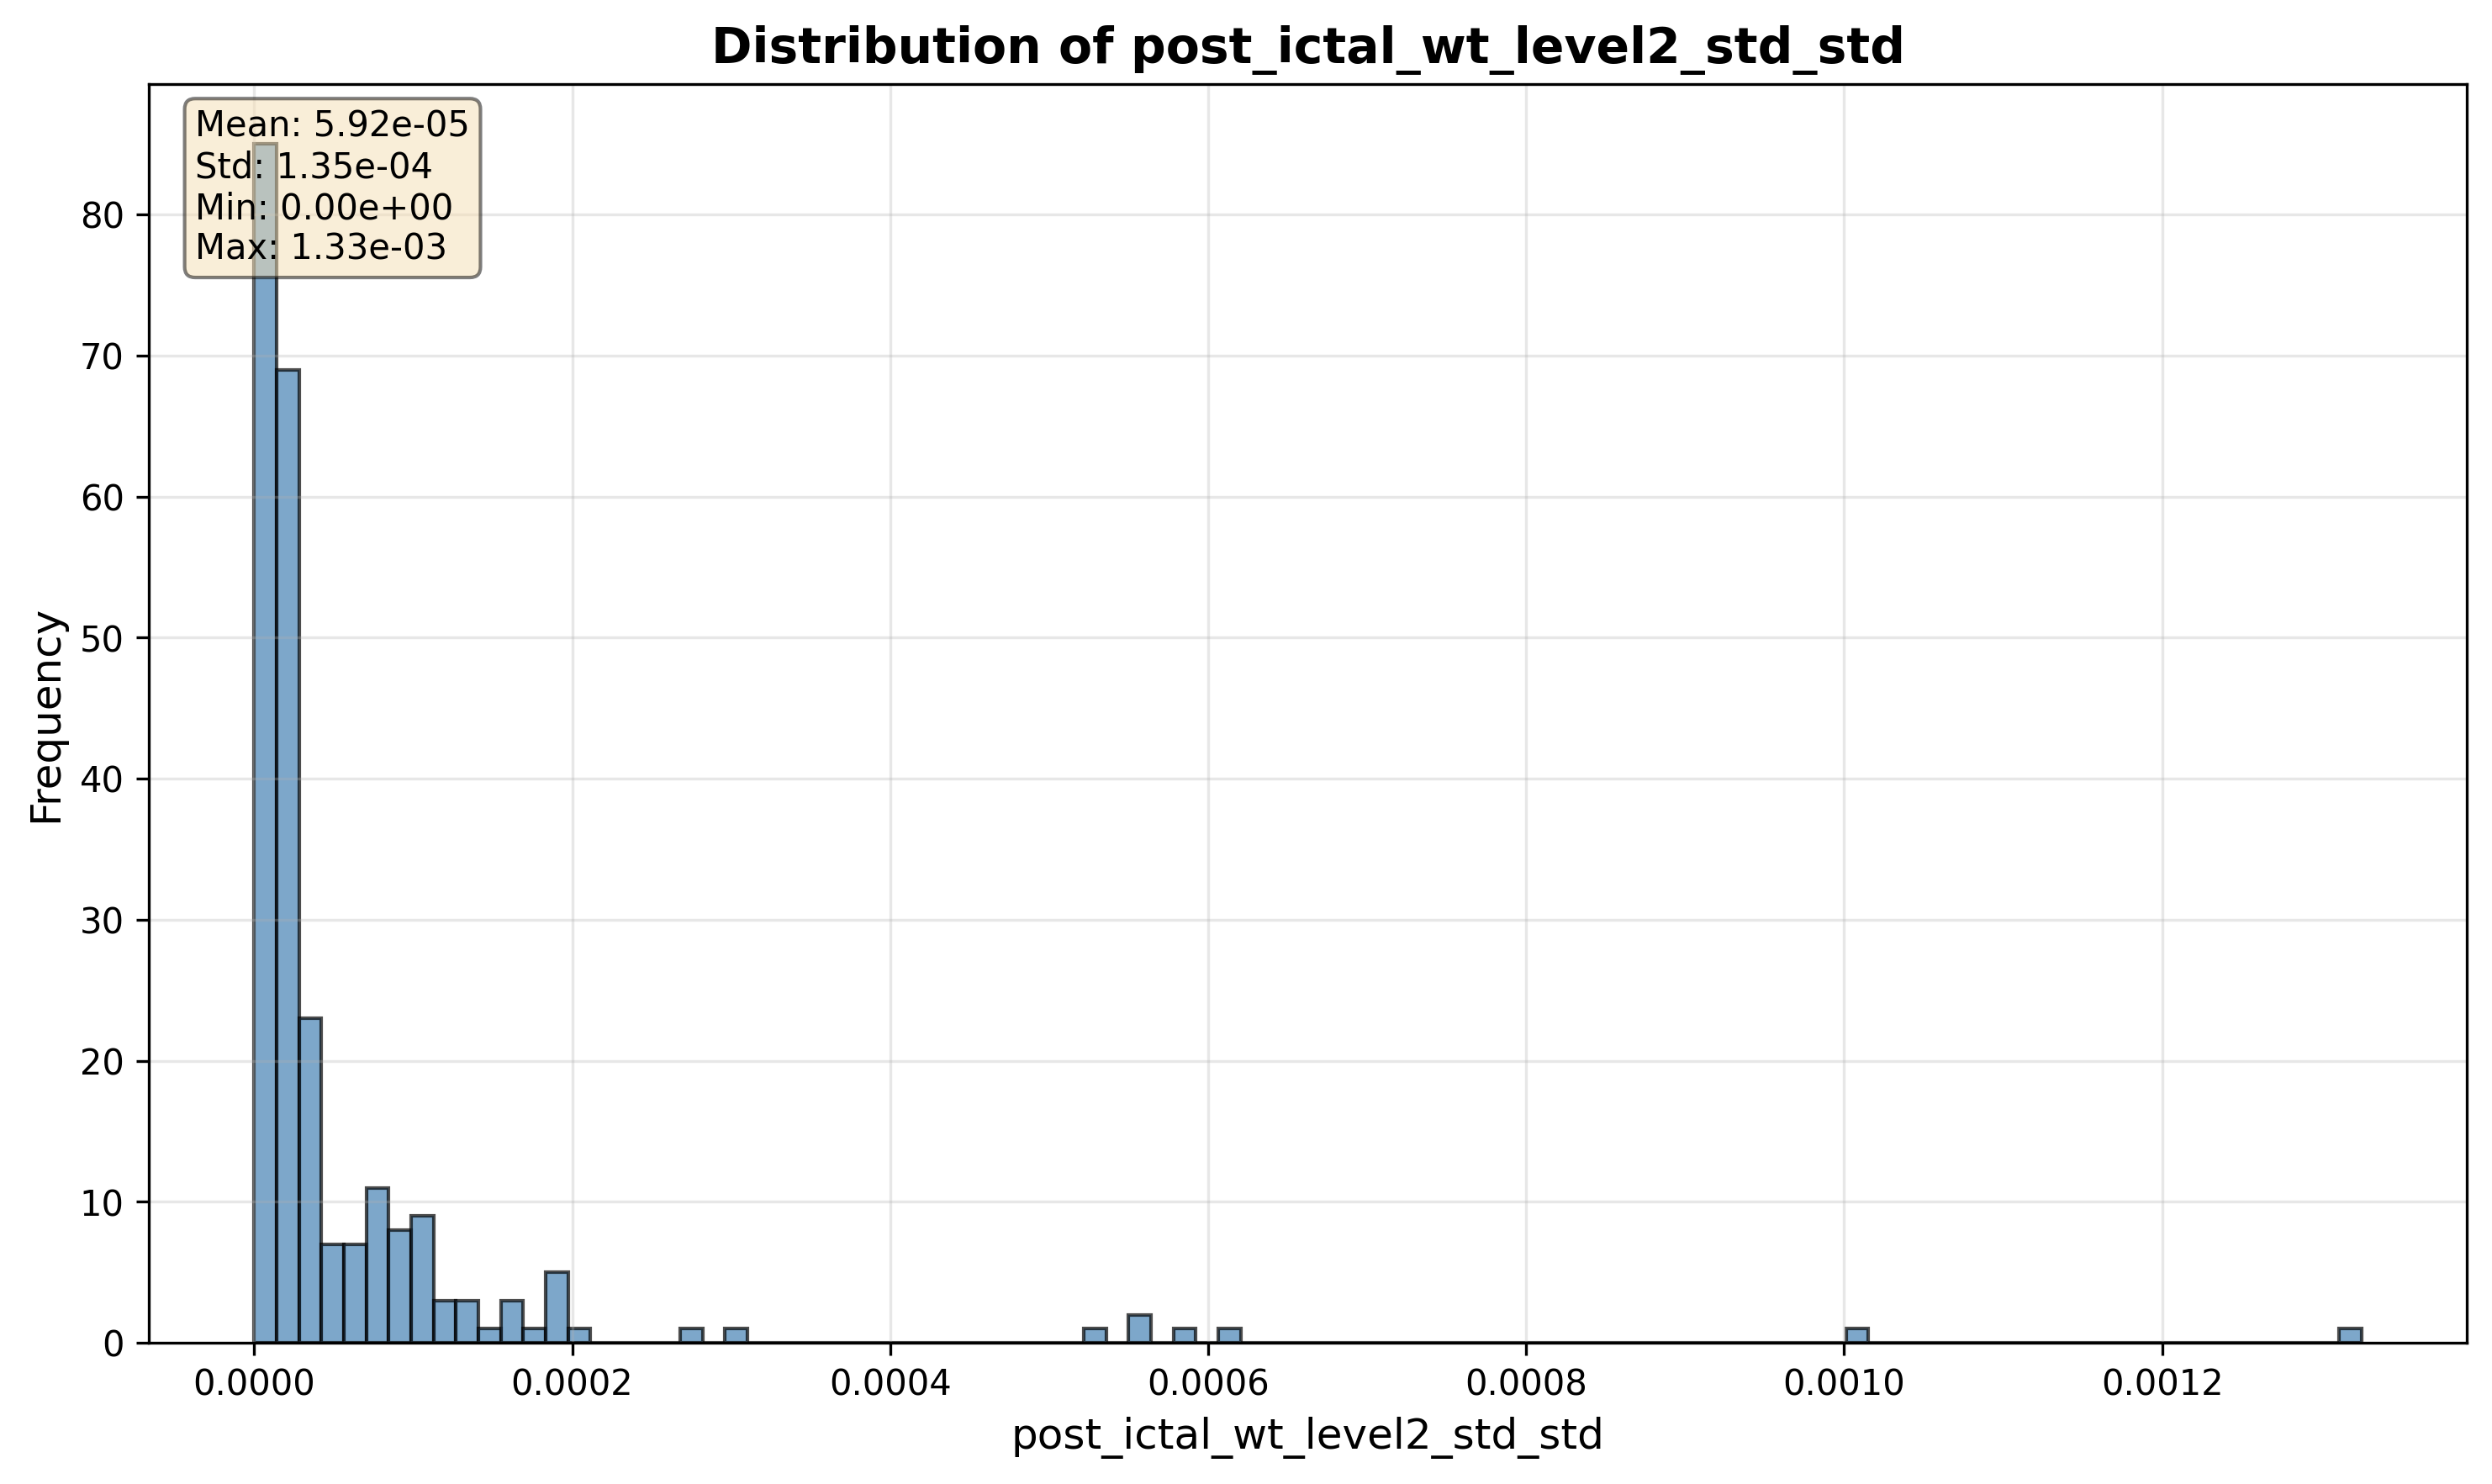 Distribution of post_ictal_wt_level2_std_std
Mean: 5.92e-05
Std: 1.35e-04
Min: 0.00e+00
Max: 1.33e-03
80
70
60
50
40
30
20
10
0
Frequency
0.0000 0.0002 0.0004 0.0006 0.0008 0.0010 0.0012
post_ictal_wt_level2_std_std